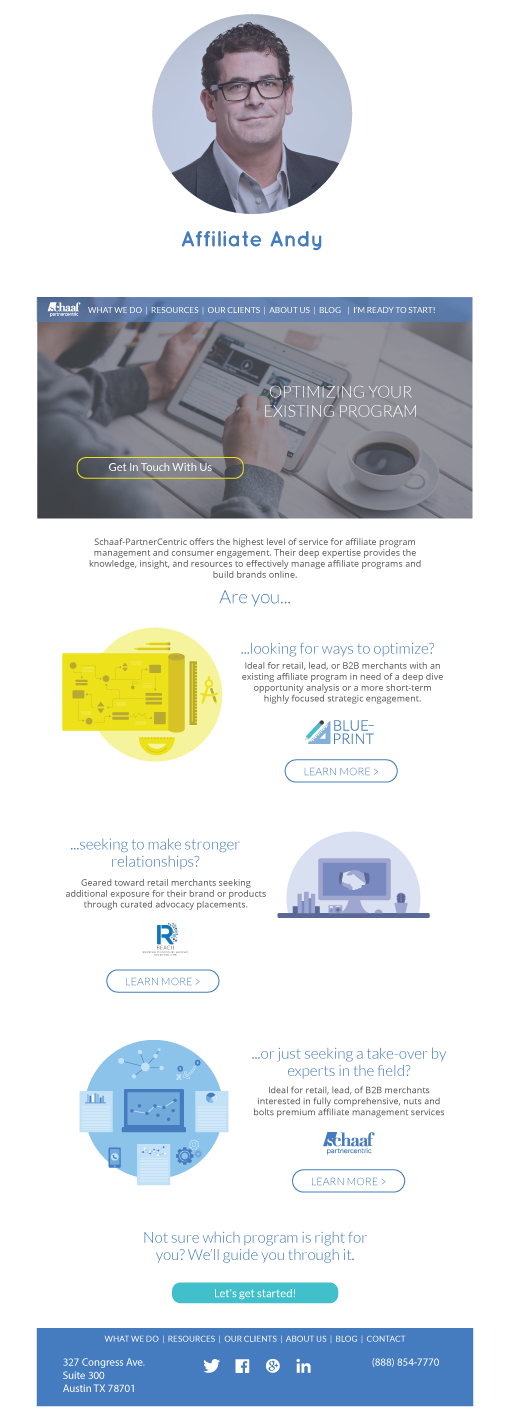 Affiliate Andy
Schaaf
partnercentric
WHAT WE DO | RESOURCES | OUR CLIENTS | ABOUT US | BLOG | I'M READY TO START!
OPTIMIZING YOUR
EXISTING PROGRAM
Get In Touch With Us
Schaaf-PartnerCentric offers the highest level of service for affiliate program
management and consumer engagement. Their deep expertise provides the
knowledge, insight, and resources to effectively manage affiliate programs and
build brands online.
Are you...
...looking for ways to optimize?
Ideal for retail, lead, or B2B merchants with an
existing affiliate program in need of a deep dive
opportunity analysis or a more short-term
highly focused strategic engagement.
BLUE-
PRINT
LEARN MORE >
...seeking to make stronger
relationships?
Geared toward retail merchants seeking
additional exposure for their brand or products
through curated advocacy placements.
R
REACH
LEARN MORE >
...or just seeking a take-over by
experts in the field?
Ideal for retail, lead, of B2B merchants
interested in fully comprehensive, nuts and
bolts premium affiliate management services
Schaaf
partnercentric
LEARN MORE >
Not sure which program is right for
you? We'll guide you through it.
Let's get started!
WHAT WE DO | RESOURCES | OUR CLIENTS | ABOUT US | BLOG | CONTACT
327 Congress Ave.
Suite 300
Austin TX 78701
(888) 854-7770